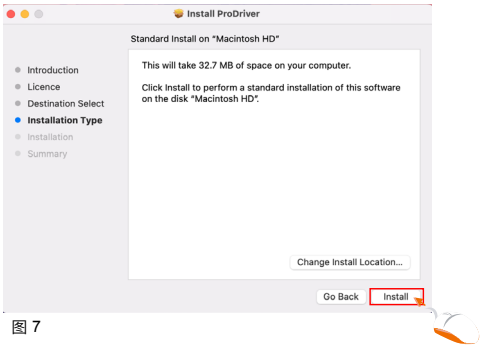 Install ProDriver
Standard Install on “Macintosh HD”
Introduction
Licence
Destination Select
Installation Type
Installation
Summary
This will take 32.7 MB of space on your computer.
Click Install to perform a standard installation of this software
on the disk “Macintosh HD”.
Change Install Location...
Go Back
Install
图 7